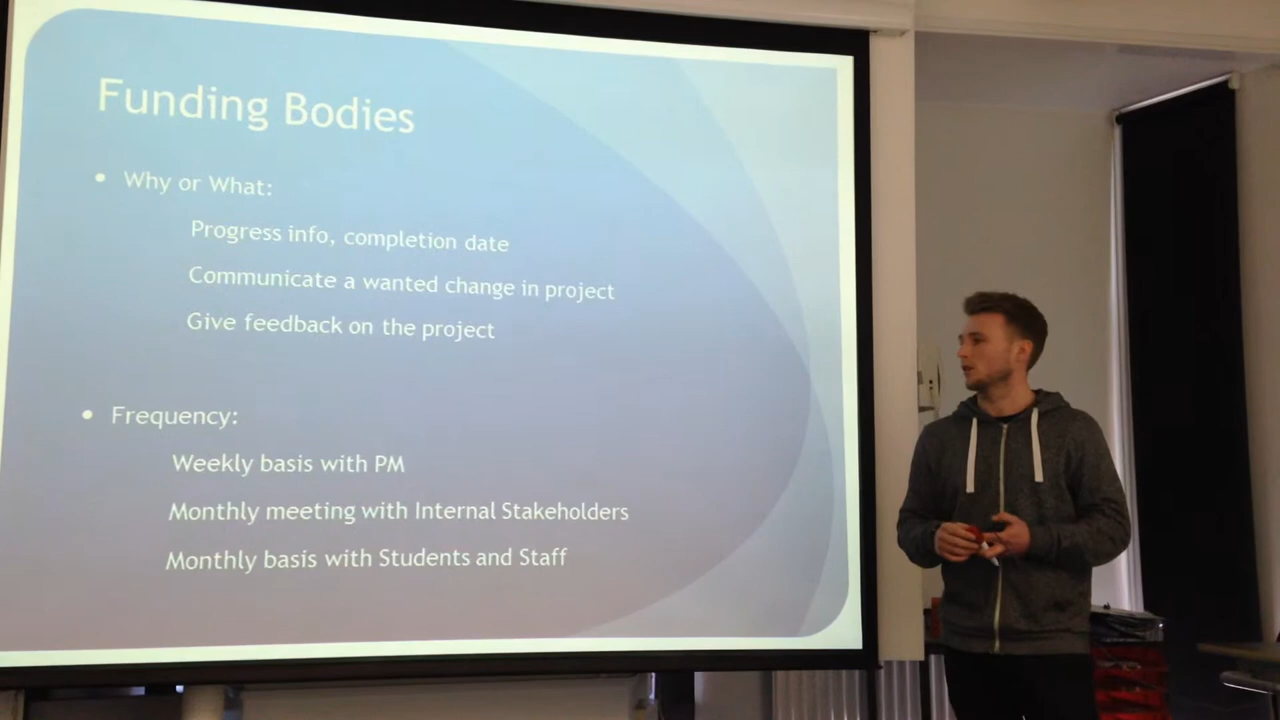 Funding Bodies
• Why or What:
Progress info, completion date
Communicate a wanted change in project
Give feedback on the project
• Frequency:
Weekly basis with PM
Monthly meeting with Internal Stakeholders
Monthly basis with Students and Staff